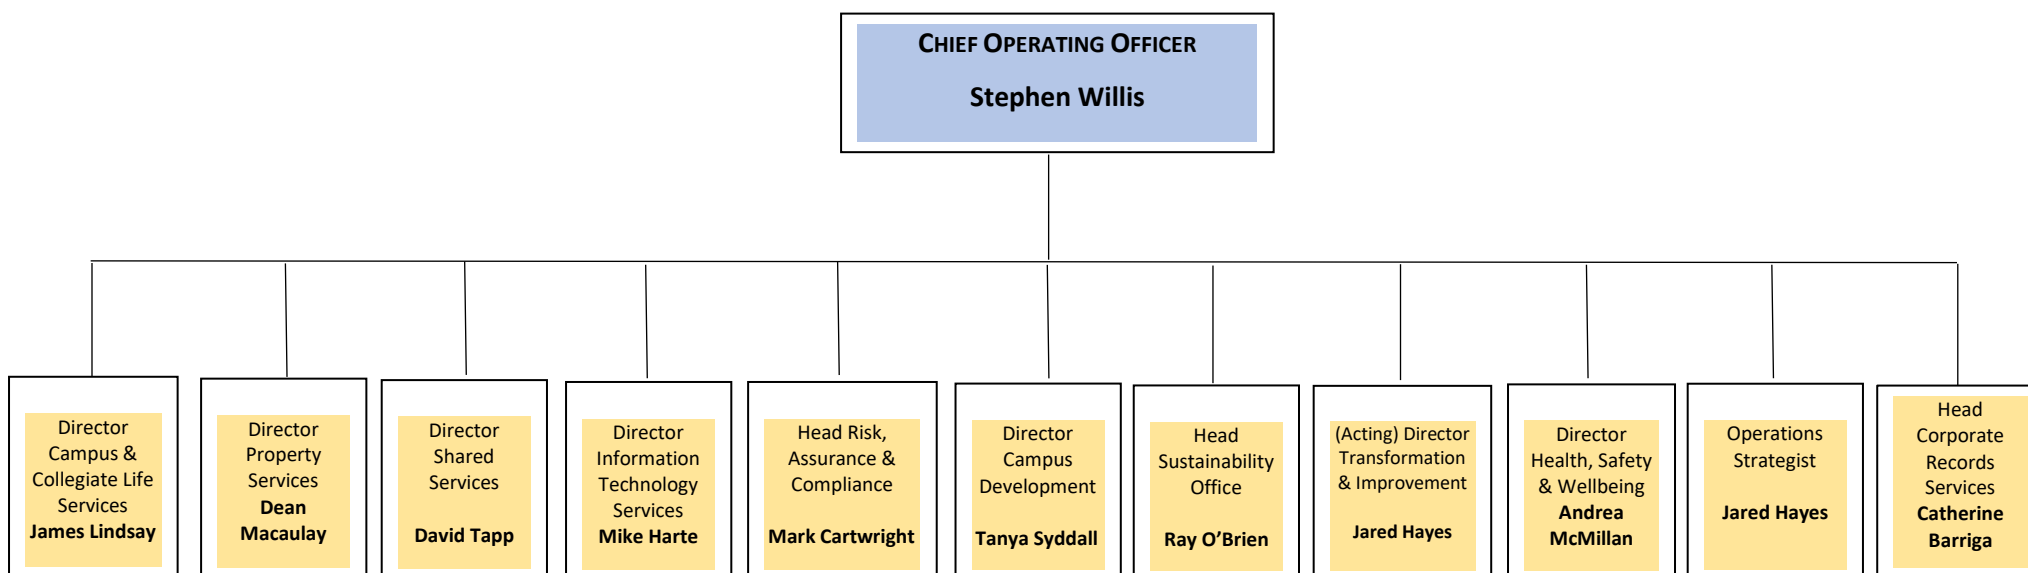 CHIEF OPERATING OFFICER
Stephen Willis
Director
Campus &
Collegiate Life
Services
James Lindsay
Director
Property
Services
Dean
Macaulay
Director
Shared
Services
David Tapp
Director
Information
Technology
Services
Mike Harte
Head Risk,
Assurance &
Compliance
Mark Cartwright
Director
Campus
Development
Tanya Syddall
Head
Sustainability
Office
Ray O’Brien
(Acting) Director
Transformation
& Improvement
Jared Hayes
Director
Health, Safety
& Wellbeing
Andrea
McMillan
Operations
Strategist
Jared Hayes
Head
Corporate
Records
Services
Catherine
Barriga